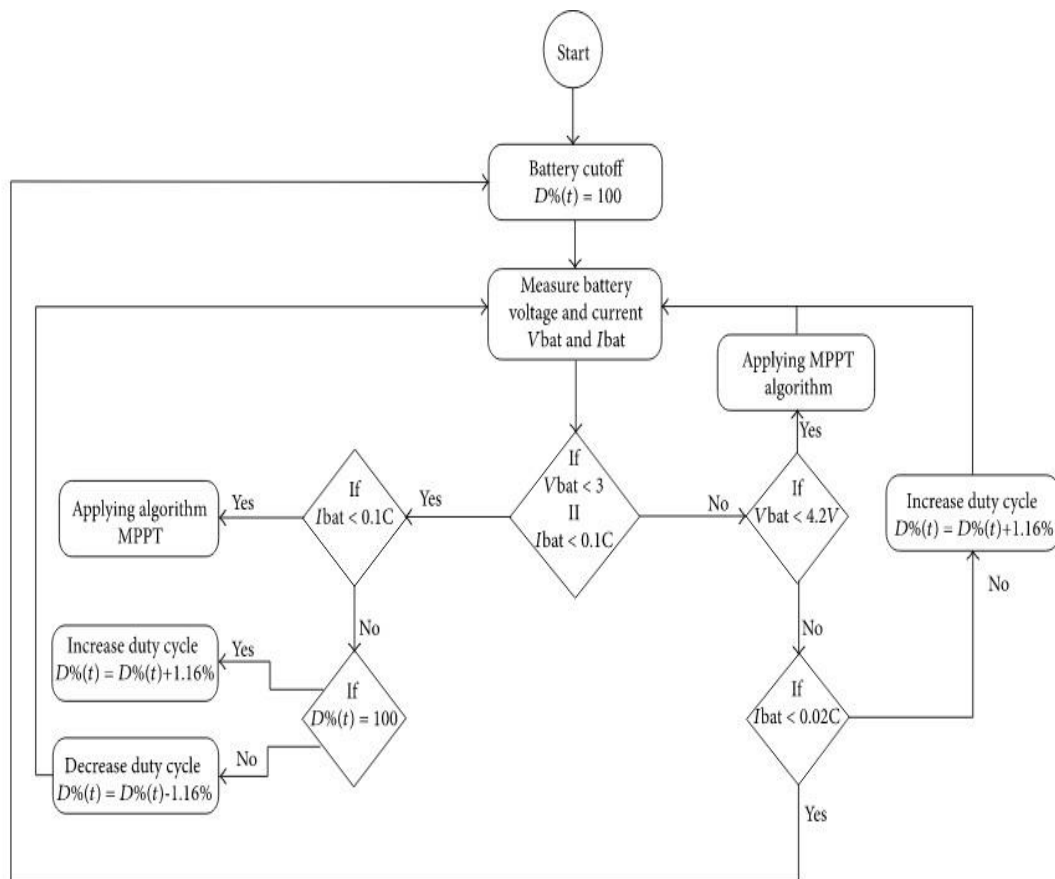 Start
Battery cutoff
D%(t) = 100
Measure battery
voltage and current
Vbat and Ibat
Applying MPPT
algorithm
Yes
If
Vbat < 3
II
Ibat < 0.1C
Yes
No
If
Ibat < 0.1C
Yes
Applying algorithm
MPPT
If
Vbat < 4.2V
Increase duty cycle
D%(t) = D%(t)+1.16%
No
No
No
Increase duty cycle
D%(t) = D%(t)+1.16%
Yes
If
D%(t) = 100
If
Ibat < 0.02C
No
Decrease duty cycle
D%(t) = D%(t)-1.16%
Yes